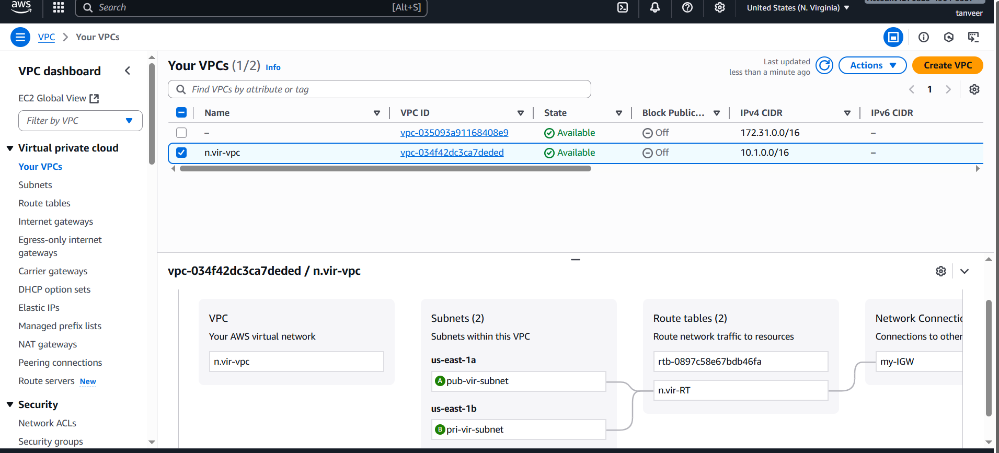 aws
Search
[Alt+S]
United States (N. Virginia)
tanveer
VPC
Your VPCs
VPC dashboard
EC2 Global View
Filter by VPC
Virtual private cloud
Your VPCs
Subnets
Route tables
Internet gateways
Egress-only internet
gateways
Carrier gateways
DHCP option sets
Elastic IPs
Managed prefix lists
NAT gateways
Peering connections
Route servers New
Security
Network ACLs
Security groups
Your VPCs (1/2) Info
Last updated
less than a minute ago
Actions
Create VPC
Find VPCs by attribute or tag
1
Name VPC ID State Block Public... IPv4 CIDR IPv6 CIDR
– vpc-035093a91168408e9 Available Off 172.31.0.0/16 –
n.vir-vpc vpc-034f42dc3ca7deded Available Off 10.1.0.0/16 –
vpc-034f42dc3ca7deded / n.vir-vpc
VPC
Your AWS virtual network
n.vir-vpc
Subnets (2)
Subnets within this VPC
us-east-1a
A pub-vir-subnet
us-east-1b
B pri-vir-subnet
Route tables (2)
Route network traffic to resources
rtb-0897c58e67bdb46fa
n.vir-RT
Network Connectio
Connections to other
my-IGW